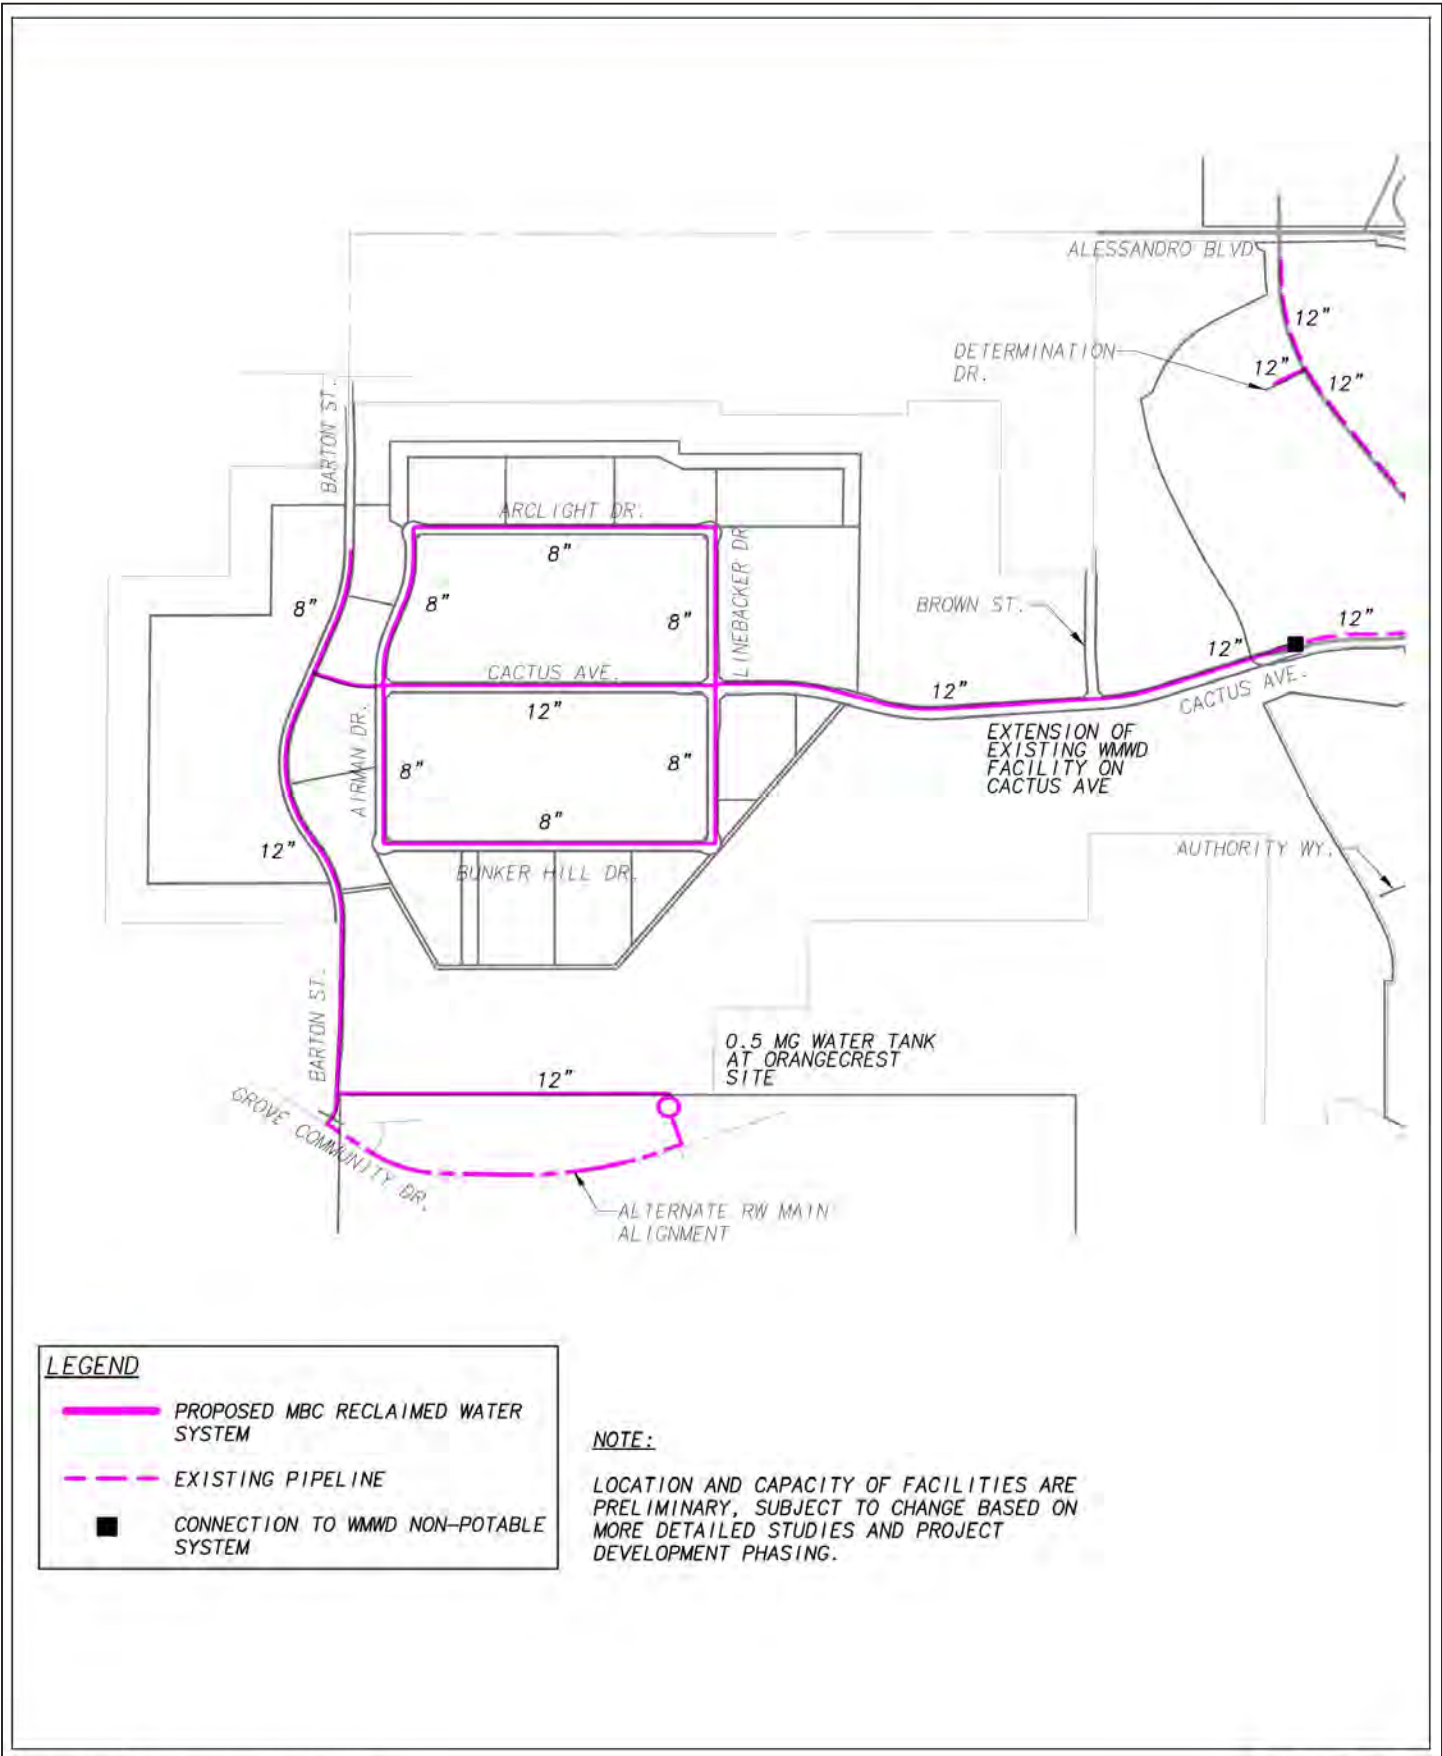 ALESSANDRO BLVD
12"
DETERMINATION
DR.
12"
12"
BARTON ST.
ARCLIGHT DR.
8"
LINEBACKER DR
8"
8"
8"
BROWN ST.
12"
12"
CACTUS AVE.
12"
12"
CACTUS AVE.
EXTENSION OF
EXISTING WMWD
FACILITY ON
CACTUS AVE
AIRMAN DR.
8"
8"
8"
12"
BUNKER HILL DR.
AUTHORITY WY.
BARTON ST.
0.5 MG WATER TANK
AT ORANGECREST
SITE
12"
GROVE COMMUNITY DR.
ALTERNATE RW MAIN
ALIGNMENT
LEGEND
PROPOSED MBC RECLAIMED WATER
SYSTEM
EXISTING PIPELINE
CONNECTION TO WMWD NON-POTABLE
SYSTEM
NOTE:
LOCATION AND CAPACITY OF FACILITIES ARE
PRELIMINARY, SUBJECT TO CHANGE BASED ON
MORE DETAILED STUDIES AND PROJECT
DEVELOPMENT PHASING.